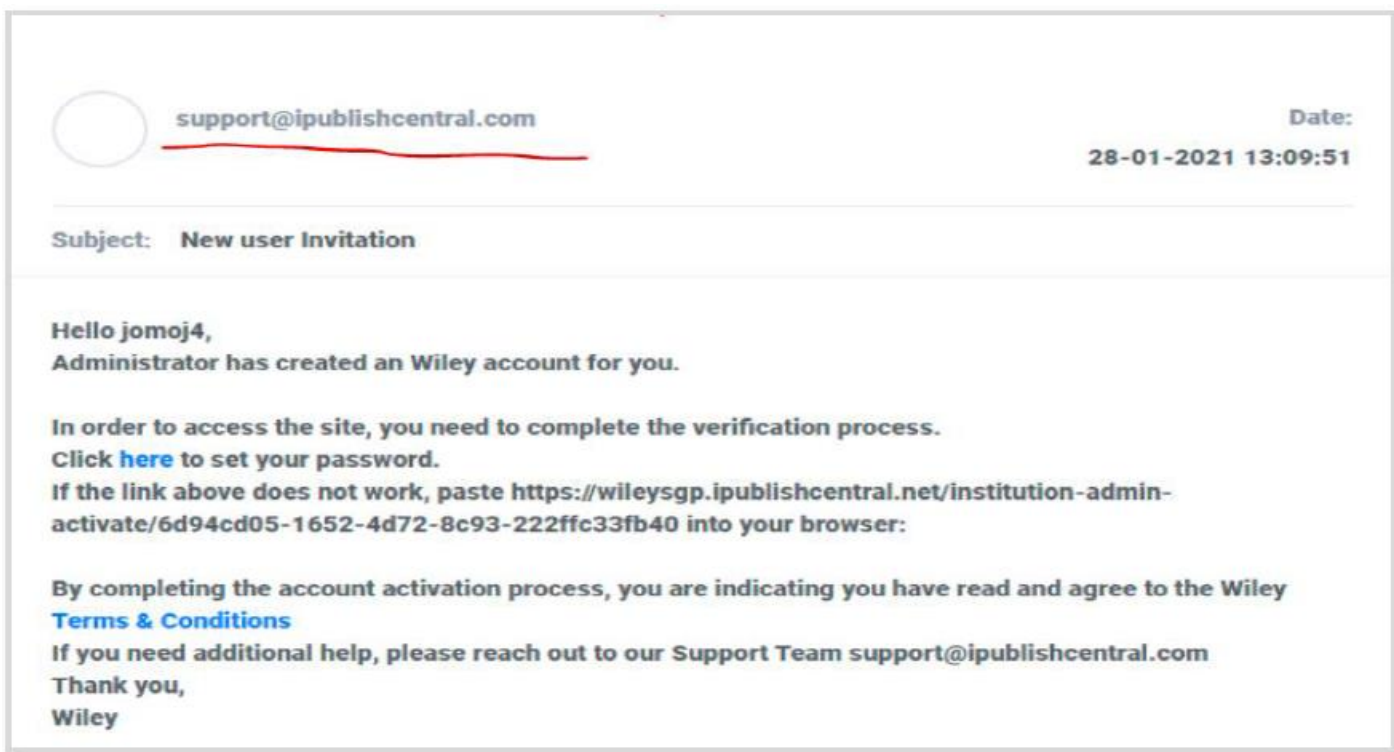 support@ipublishcentral.com
Date:
28-01-2021 13:09:51
Subject: New user Invitation
Hello jomoj4,
Administrator has created an Wiley account for you.
In order to access the site, you need to complete the verification process.
Click here to set your password.
If the link above does not work, paste https://wileysgp.ipublishcentral.net/institution-admin-
activate/6d94cd05-1652-4d72-8c93-222ffc33fb40 into your browser:
By completing the account activation process, you are indicating you have read and agree to the Wiley
Terms & Conditions
If you need additional help, please reach out to our Support Team support@ipublishcentral.com
Thank you,
Wiley